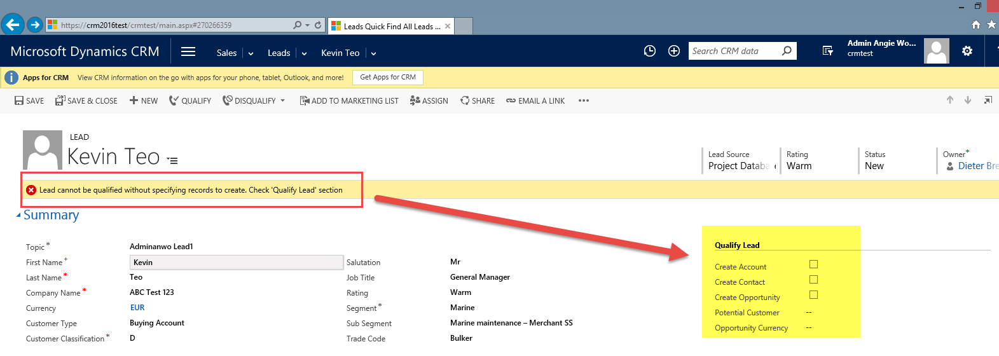 https://crm2016test/crmtest/main.aspx#270266359
Leads Quick Find All Leads ...
Microsoft Dynamics CRM
Sales
Leads
Kevin Teo
Search CRM data
Admin Angie Wo...
crmtest
Apps for CRM View CRM information on the go with apps for your phone, tablet, Outlook, and more! Get Apps for CRM
SAVE SAVE & CLOSE NEW QUALIFY DISQUALIFY ADD TO MARKETING LIST ASSIGN SHARE EMAIL A LINK •••
LEAD
Kevin Teo
Lead Source
Project Databa
Rating
Warm
Status
New
Owner*
Dieter Bre
Lead cannot be qualified without specifying records to create. Check 'Qualify Lead' section
Summary
Topic* Adminanwo Lead1
First Name+ Kevin
Last Name* Teo
Company Name* ABC Test 123
Currency EUR
Customer Type Buying Account
Customer Classification* D
Salutation Mr
Job Title General Manager
Rating Warm
Segment* Marine
Sub Segment Marine maintenance – Merchant SS
Trade Code Bulker
Qualify Lead
Create Account
Create Contact
Create Opportunity
Potential Customer --
Opportunity Currency --